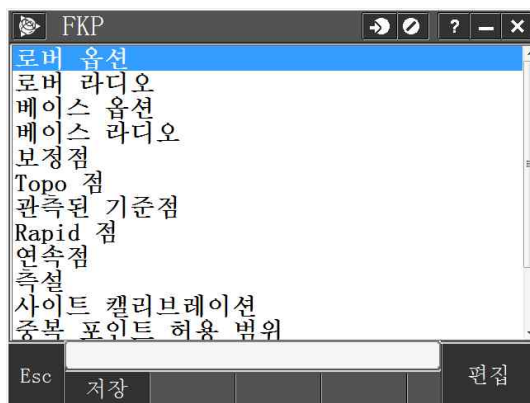 FKP
?
로버 옵션
로버 라디오
베이스 옵션
베이스 라디오
보정점
Topo 점
관측된 기준점
Rapid 점
연속점
측설
사이트 캘리브레이션
중복 포인트 허용 범위
Esc
저장
편집